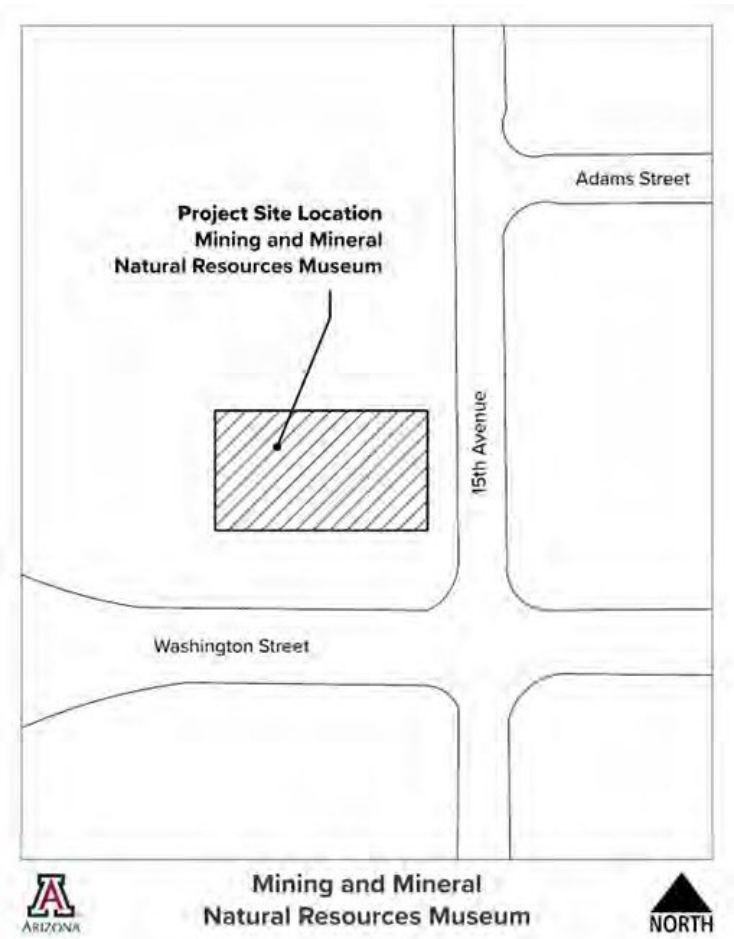 Adams Street
Project Site Location
Mining and Mineral
Natural Resources Museum
15th Avenue
Washington Street
Mining and Mineral
Natural Resources Museum
A
ARIZONA
NORTH